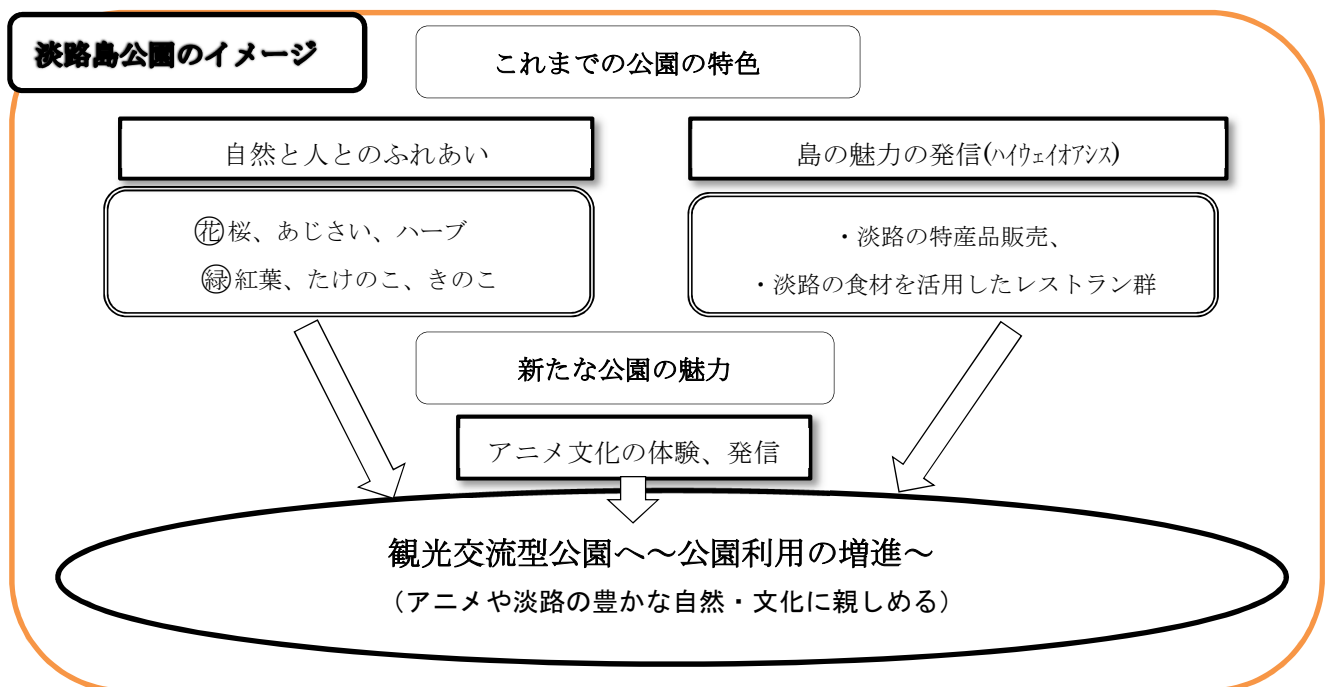 淡路島公園のイメージ
これまでの公園の特色
自然と人とのふれあい
㊍花桜、あじさい、ハーブ
緑紅葉、たけのこ、きのこ
島の魅力の発信(ﾊｲｳｪｲｵｱｼｽ)
・淡路の特産品販売、
・淡路の食材を活用したレストラン群
新たな公園の魅力
アニメ文化の体験、発信
観光交流型公園へ~公園利用の増進~
(アニメや淡路の豊かな自然・文化に親しめる)